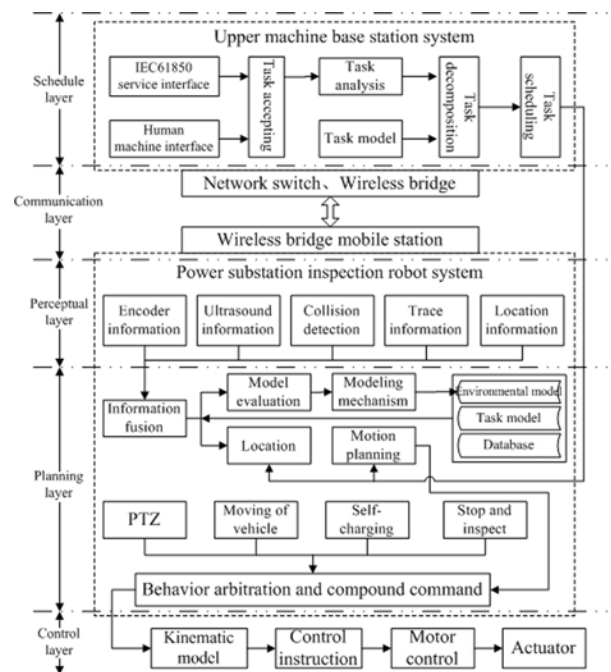 Upper machine base station system
Schedule
layer
IEC61850
service interface
Human
machine interface
Task accepting
Task
analysis
Task model
Task
decomposition
Task
scheduling
Communication
layer
Network switch、Wireless bridge
Wireless bridge mobile station
Perceptual
layer
Power substation inspection robot system
Encoder
information
Ultrasound
information
Collision
detection
Trace
information
Location
information
Planning
layer
Information
fusion
Model
evaluation
Modeling
mechanism
Location
Motion
planning
Environmental model
Task model
Database
PTZ
Moving of
vehicle
Self-
charging
Stop and
inspect
Behavior arbitration and compound command
Control
layer
Kinematic
model
Control
instruction
Motor
control
Actuator